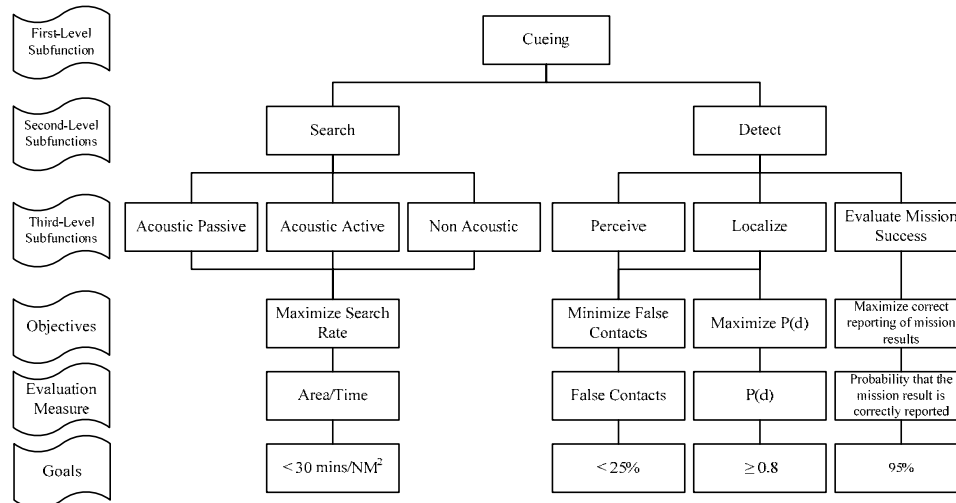 First-Level
Subfunction
Cueing
Second-Level
Subfunctions
Search
Detect
Third-Level
Subfunctions
Acoustic Passive
Acoustic Active
Non Acoustic
Perceive
Localize
Evaluate Mission
Success
Objectives
Maximize Search
Rate
Minimize False
Contacts
Maximize P(d)
Maximize correct
reporting of mission
results
Evaluation
Measure
Area/Time
False Contacts
P(d)
Probability that the
mission result is
correctly reported
Goals
< 30 mins/NM²
< 25%
≥ 0.8
95%